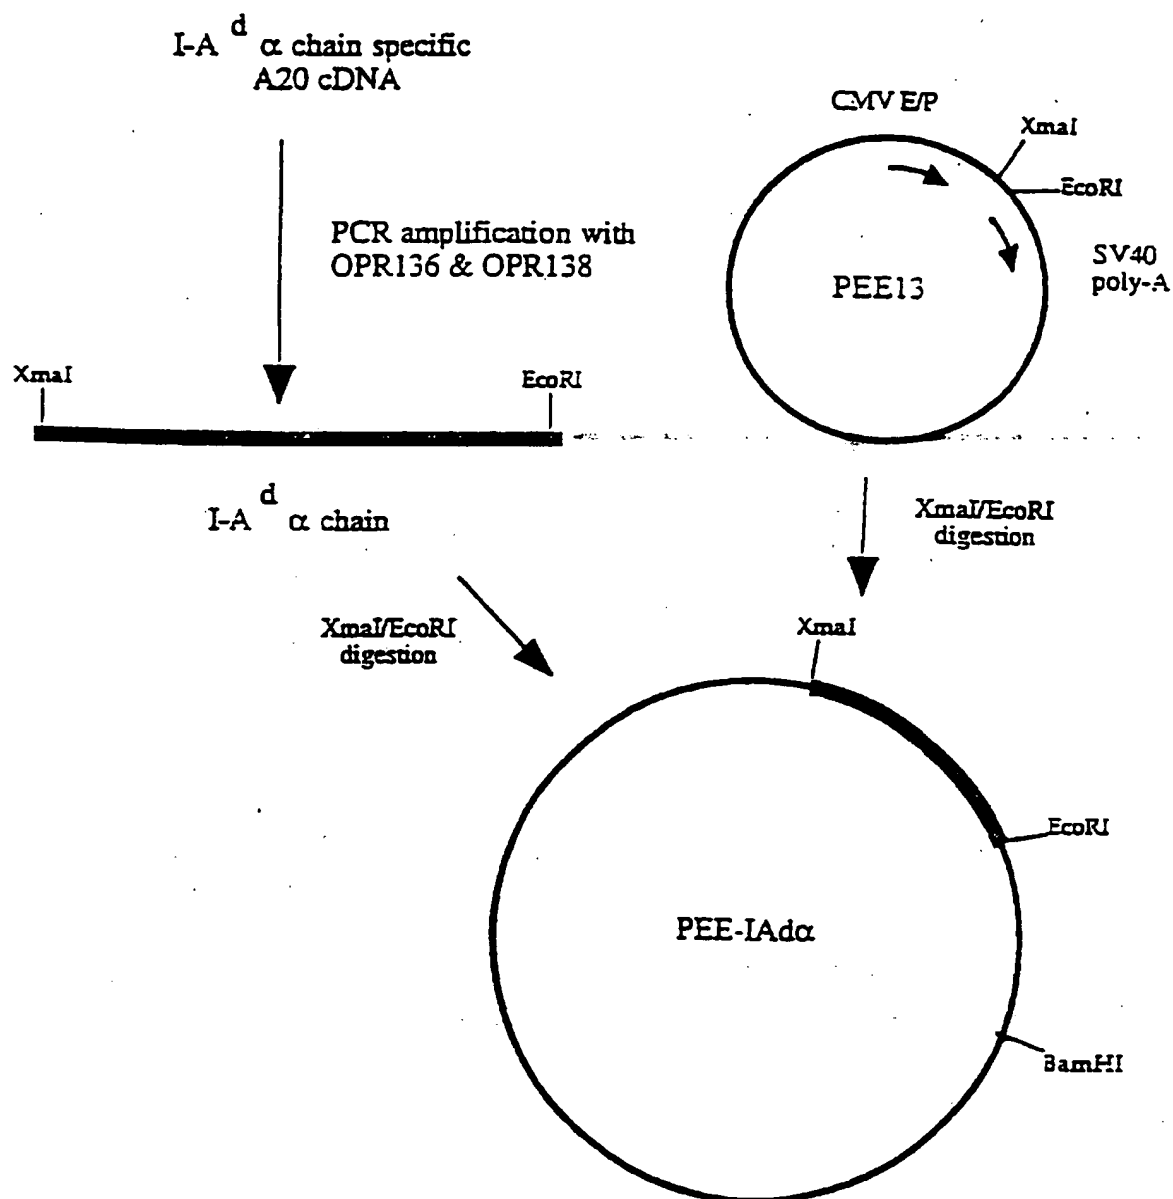 I-A d α chain specific
A20 cDNA
CMV E/P
XmaI
EcoRI
PCR amplification with
OPR136 & OPR138
SV40
poly-A
PEE13
XmaI
EcoRI
I-A d α chain
XmaI/EcoRI
digestion
XmaI/EcoRI
digestion
XmaI
EcoRI
PEE-IAdα
BamHI